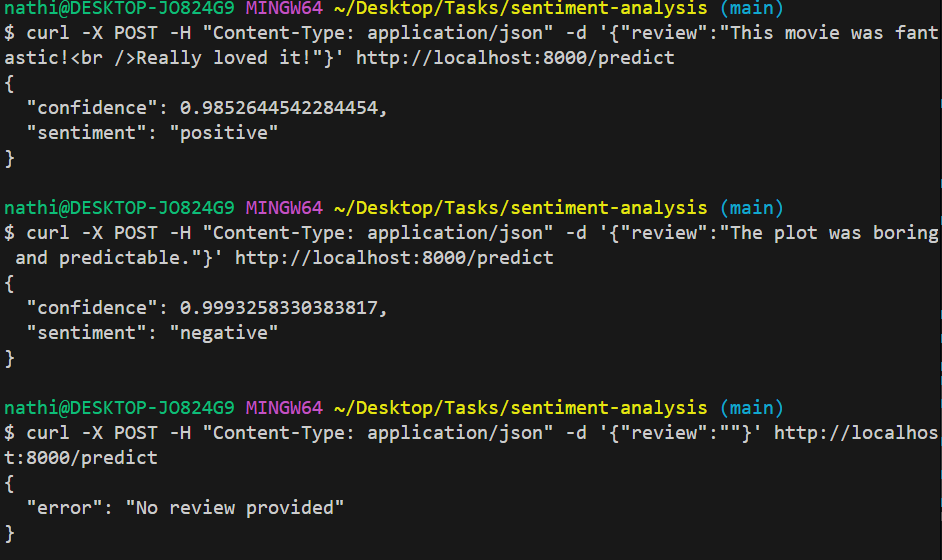 nathi@DESKTOP-JO824G9 MINGW64 ~/Desktop/Tasks/sentiment-analysis (main)
$ curl -X POST -H "Content-Type: application/json" -d '{"review":"This movie was fant
astic!<br />Really loved it!"}' http://localhost:8000/predict
{
  "confidence": 0.9852644542284454,
  "sentiment": "positive"
}

nathi@DESKTOP-JO824G9 MINGW64 ~/Desktop/Tasks/sentiment-analysis (main)
$ curl -X POST -H "Content-Type: application/json" -d '{"review":"The plot was boring
 and predictable."}' http://localhost:8000/predict
{
  "confidence": 0.9993258330383817,
  "sentiment": "negative"
}

nathi@DESKTOP-JO824G9 MINGW64 ~/Desktop/Tasks/sentiment-analysis (main)
$ curl -X POST -H "Content-Type: application/json" -d '{"review":""}' http://localhos
t:8000/predict
{
  "error": "No review provided"
}